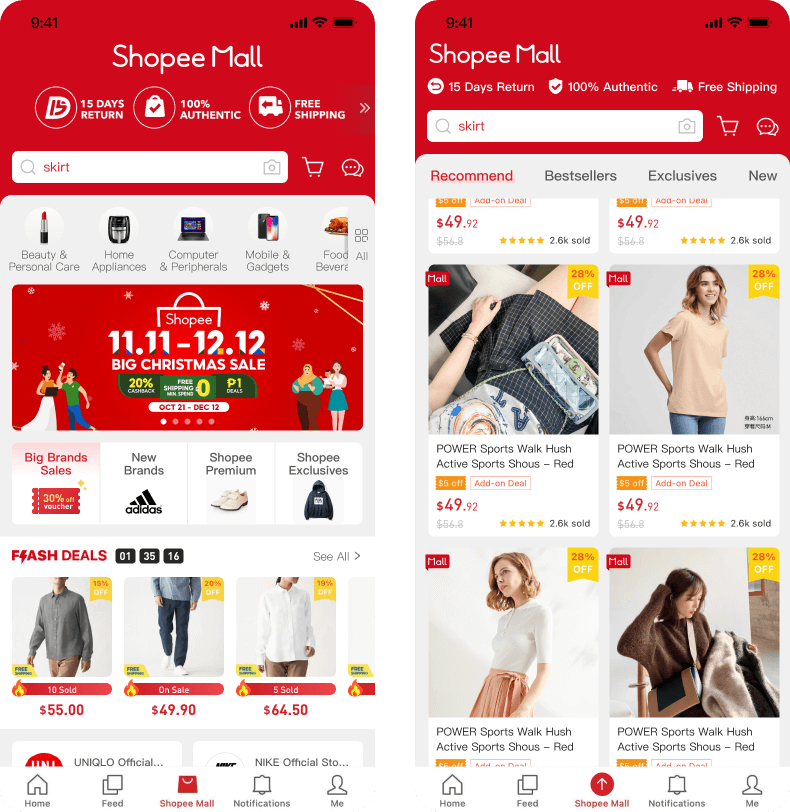 9:41
Shopee Mall
15 DAYS
RETURN
100%
AUTHENTIC
FREE
SHIPPING
skirt
Beauty &
Personal Care
Home
Appliances
Computer
& Peripherals
Mobile &
Gadgets
Food
Bevera
All
Shopee
11.11-12.12
BIG CHRISTMAS SALE
20%
CASHBACK
FREE
SHIPPING
MIN. SPEND
0
₱1
DEALS
OCT 21 - DEC 12
Big Brands
Sales
30% off
voucher
New
Brands
adidas
Shopee
Premium
Shopee
Exclusives
FLASH DEALS 01 35 16
See All >
15%
OFF
FREE
SHIPPING
10 Sold
$55.00
20%
OFF
FREE
SHIPPING
On Sale
$49.90
19%
OFF
FREE
SHIPPING
5 Sold
$64.50
UNIQLO Official...
NIKE Official Sto...
Home
Feed
Shopee Mall
Notifications
Me
9:41
Shopee Mall
15 Days Return
100% Authentic
Free Shipping
skirt
Recommend
Bestsellers
Exclusives
New
$5 off Add-on Deal
$49.92
$56.8
2.6k sold
$5 off Add-on Deal
$49.92
$56.8
2.6k sold
Mall
28%
OFF
POWER Sports Walk Hush
Active Sports Shous - Red
$5 off Add-on Deal
$49.92
$56.8
2.6k sold
Mall
28%
OFF
身高:166cm
穿着尺码:M
POWER Sports Walk Hush
Active Sports Shous - Red
$5 off Add-on Deal
$49.92
$56.8
2.6k sold
Mall
28%
OFF
POWER Sports Walk Hush
Active Sports Shous - Red
$5 off Add-on Deal
Mall
28%
OFF
POWER Sports Walk Hush
Active Sports Shous - Red
$5 off Add-on Deal
Home
Feed
Shopee Mall
Notifications
Me